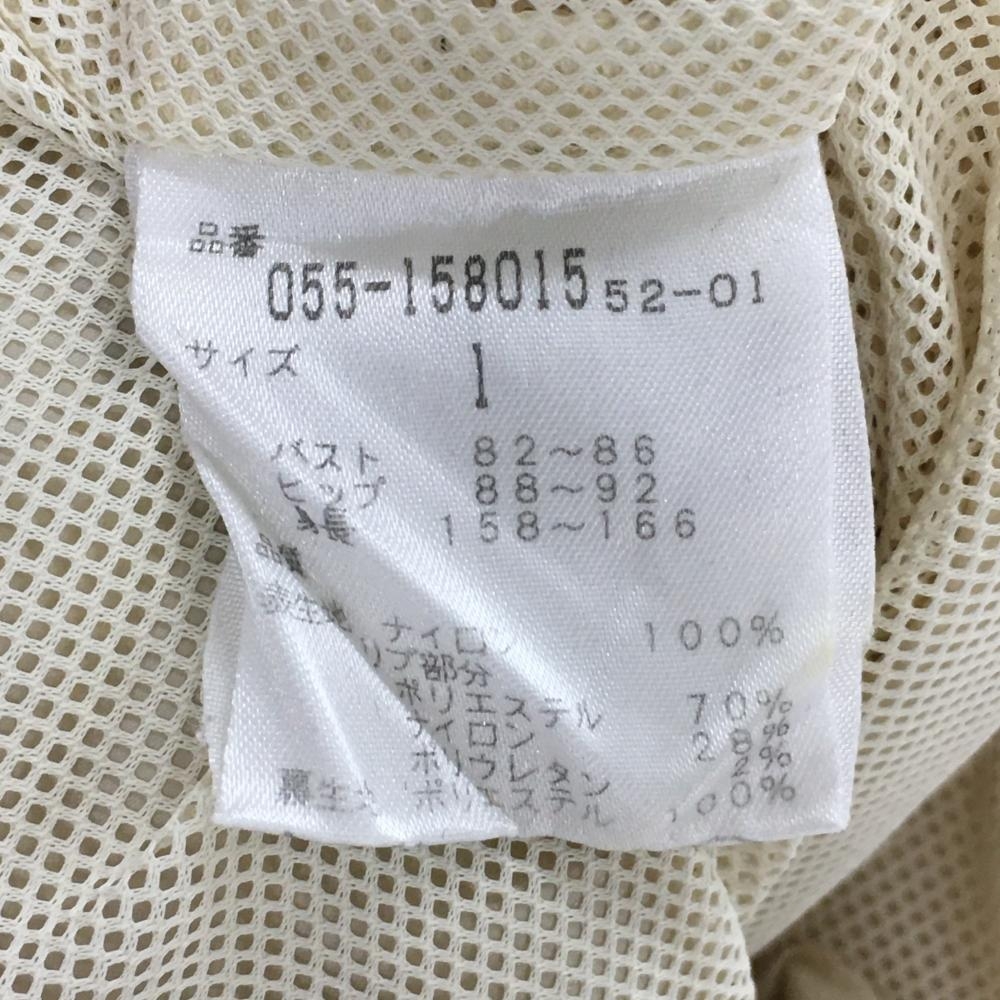 品番
055-158015 52-01
サイズ 1
バスト 82~86
ヒップ 88~92
身長 158~166
品番
表生地
ナイロン 100%
リブ部分
ポリエステル 70%
ナイロン 28%
ポリウレタン 2%
裏生地 ポリエステル 100%